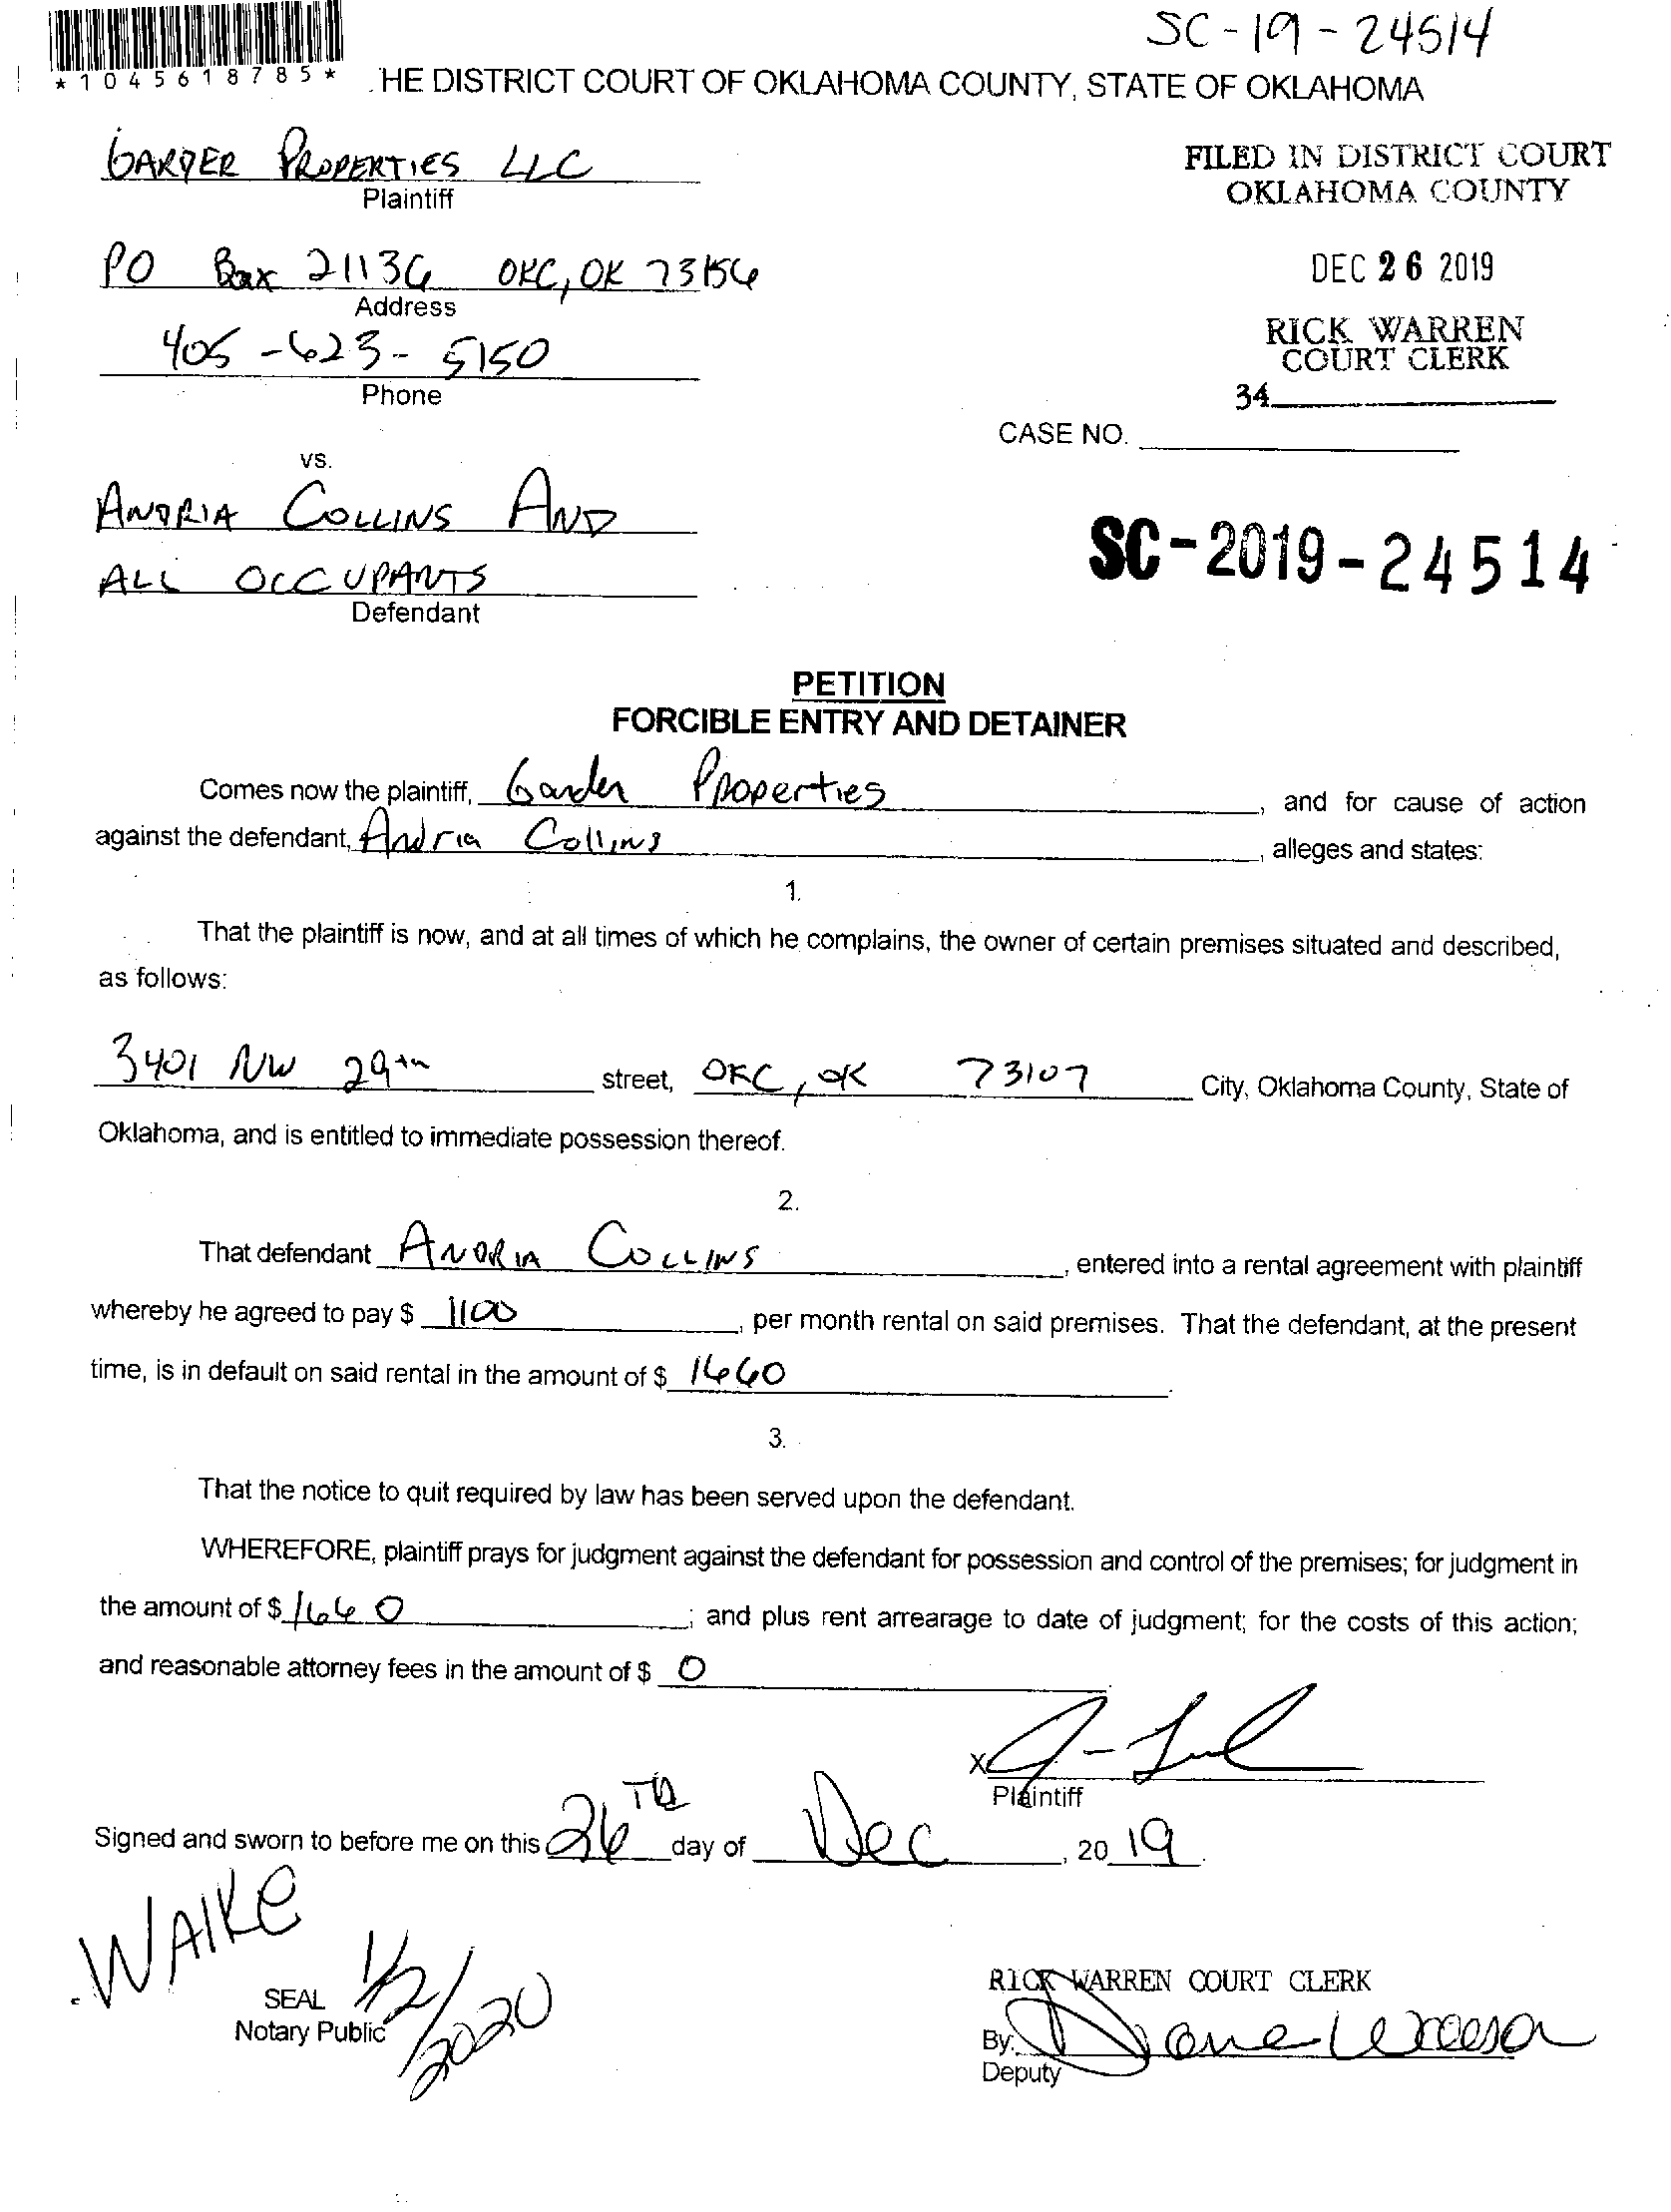 SC-19-24514
*1045618785*
HE DISTRICT COURT OF OKLAHOMA COUNTY, STATE OF OKLAHOMA
GARDER PROPERTIES LLC
Plaintiff
FILED IN DISTRICT COURT
OKLAHOMA COUNTY
PO Box 21136 OKC, OK 73156
Address
DEC 26 2019
405-623-5150
Phone
RICK WARREN
COURT CLERK
34
CASE NO.
vs.
ANDRIA COLLINS AND
ALL OCCUPANTS
Defendant
SC-2019-24514
PETITION
FORCIBLE ENTRY AND DETAINER
Comes now the plaintiff, Garder Properties, and for cause of action
against the defendant, Andria Collins, alleges and states:
1.
That the plaintiff is now, and at all times of which he complains, the owner of certain premises situated and described,
as follows:
3401 NW 29th street, OKC, OK 73107 City, Oklahoma County, State of
Oklahoma, and is entitled to immediate possession thereof.
2.
That defendant ANDRIA COLLINS, entered into a rental agreement with plaintiff
whereby he agreed to pay $ 1100, per month rental on said premises. That the defendant, at the present
time, is in default on said rental in the amount of $ 1660.
3.
That the notice to quit required by law has been served upon the defendant.
WHEREFORE, plaintiff prays for judgment against the defendant for possession and control of the premises; for judgment in
the amount of $ 1660; and plus rent arrearage to date of judgment; for the costs of this action;
and reasonable attorney fees in the amount of $ 0
X
Plaintiff
Signed and sworn to before me on this 26TH day of Dec, 2019.
WAIKE
1/2/2020
SEAL
Notary Public
RICK WARREN COURT CLERK
By:
Deputy